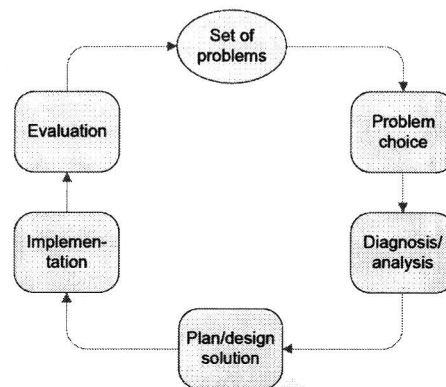 Set of
problems
Problem
choice
Diagnosis/
analysis
Plan/design
solution
Implemen-
tation
Evaluation